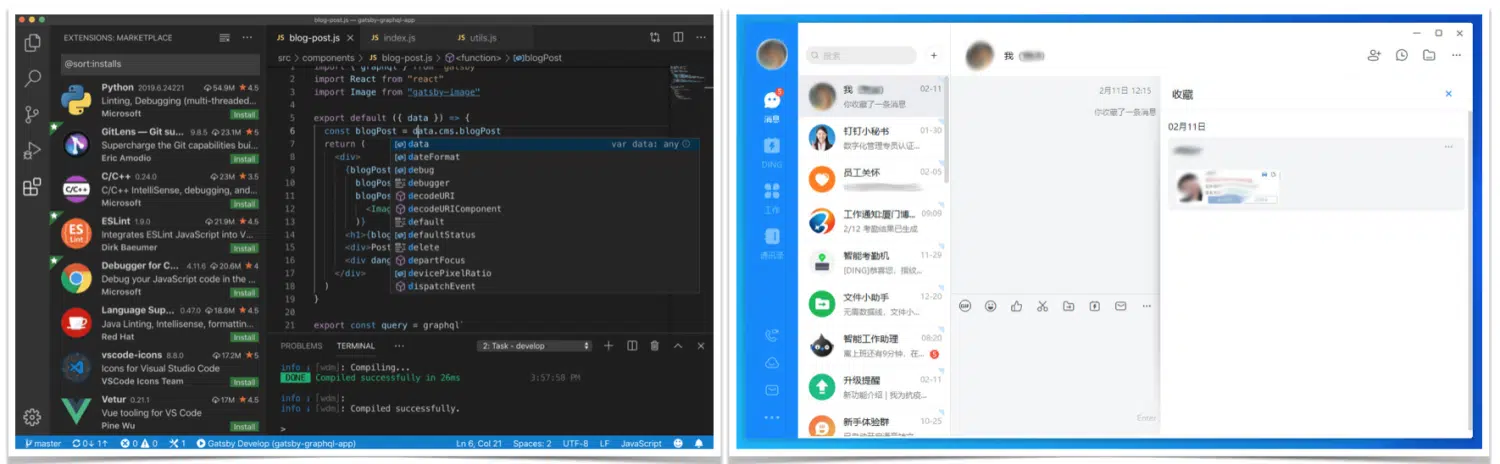 blog-post.js — gatsby-graphql-app
EXTENSIONS: MARKETPLACE
@sort:installs
Python 2019.6.24221 54.9M ★4.5
Linting, Debugging (multi-threaded...
Microsoft Install
GitLens — Git su... 9.8.5 23.1M ★5
Supercharge the Git capabilities bui...
Eric Amodio Install
C/C++ 0.24.0 23M ★3.5
C/C++ IntelliSense, debugging, and...
Microsoft Install
ESLint 1.9.0 21.9M ★4.5
Integrates ESLint JavaScript into V...
Dirk Baeumer Install
Debugger for C... 4.11.6 20.6M ★4
Debug your JavaScript code in the ...
Microsoft Install
Language Sup... 0.47.0 18.6M ★4.5
Java Linting, Intellisense, formattin...
Red Hat Install
vscode-icons 8.8.0 17.2M ★5
Icons for Visual Studio Code
VSCode Icons Team Install
Vetur 0.21.1 17M ★4.5
Vue tooling for VS Code
Pine Wu Install
JS blog-post.js JS index.js JS utils.js
src > components > JS blog-post.js > <function> > blogPost
1 import { graphql } from "gatsby"
2 import React from "react"
3 import Image from "gatsby-image"
4
5 export default ({ data }) => {
6 const blogPost = data.cms.blogPost
7 return (
8 <div>
9 {blogPost
10 blogPo
11 blogPo
12 <Ima
13 )}
14 <h1>{blog
15 <div>Post
16 <div dang
17 </div>
18 )
19 }
20
21 export const query = graphql`
data var data: any
dateFormat
debug
debugger
decodeURI
decodeURIComponent
default
defaultStatus
delete
departFocus
devicePixelRatio
dispatchEvent
PROBLEMS TERMINAL ... 2: Task - develop
info : [wdm]: Compiling...
DONE Compiled successfully in 26ms 3:57:58 PM
info : [wdm]:
info : [wdm]: Compiled successfully.
>
master 0↓ 1↑ 0 0 1 Gatsby Develop (gatsby-graphql-app) Ln 6, Col 21 Spaces: 2 UTF-8 LF JavaScript
5
消息
DING
工作
通讯录
搜索
我 02-11
你收藏了一条消息
钉钉小秘书 01-30
数字化管理专员认证...
员工关怀 02-05
工作通知:厦门博... 09:09
2/12 考勤结果已生成
智能考勤机 11-29
[DING]恭喜您，
文件小助手 12-20
无需数据线，文件小...
智能工作助理 08:20
离上班还有9分钟，在... 5
升级提醒 02-11
新功能介绍 | 我为抗疫...
新手体验群 10-25
我
2月11日 12:15
你收藏了一条消息
Enter
收藏
02月11日
GIF